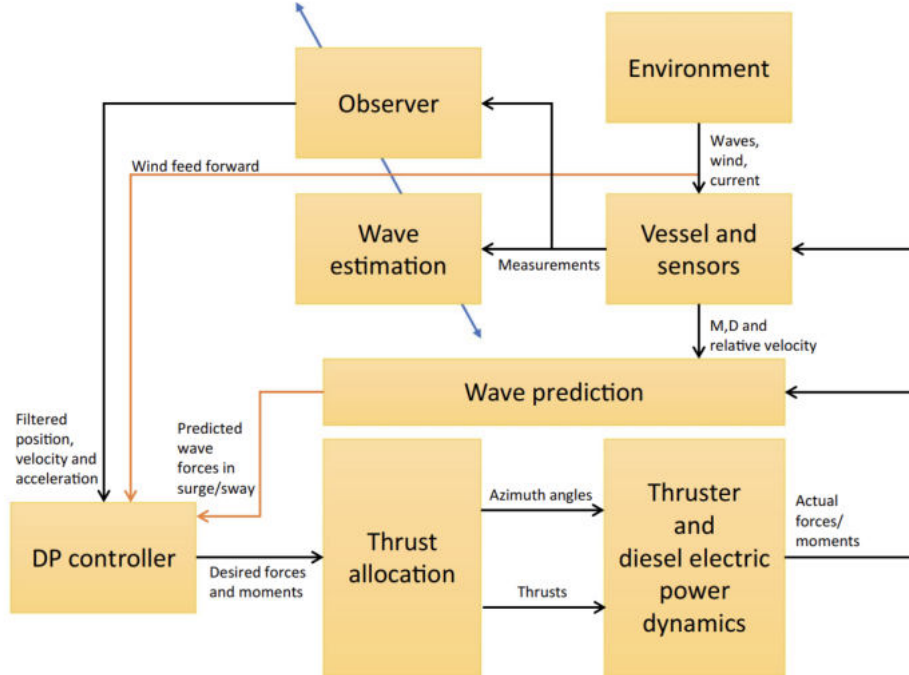 Environment
Observer
Waves,
wind,
current
Wind feed forward
Wave
estimation
Measurements
Vessel and
sensors
M,D and
relative velocity
Wave prediction
Filtered
position,
velocity and
acceleration
Predicted
wave
forces in
surge/sway
DP controller
Desired forces
and moments
Thrust
allocation
Azimuth angles
Thrusts
Thruster
and
diesel electric
power
dynamics
Actual
forces/
moments